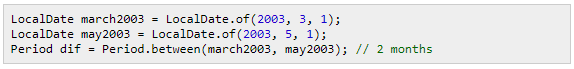 LocalDate march2003 = LocalDate.of(2003, 3, 1);
LocalDate may2003 = LocalDate.of(2003, 5, 1);
Period dif = Period.between(march2003, may2003); // 2 months